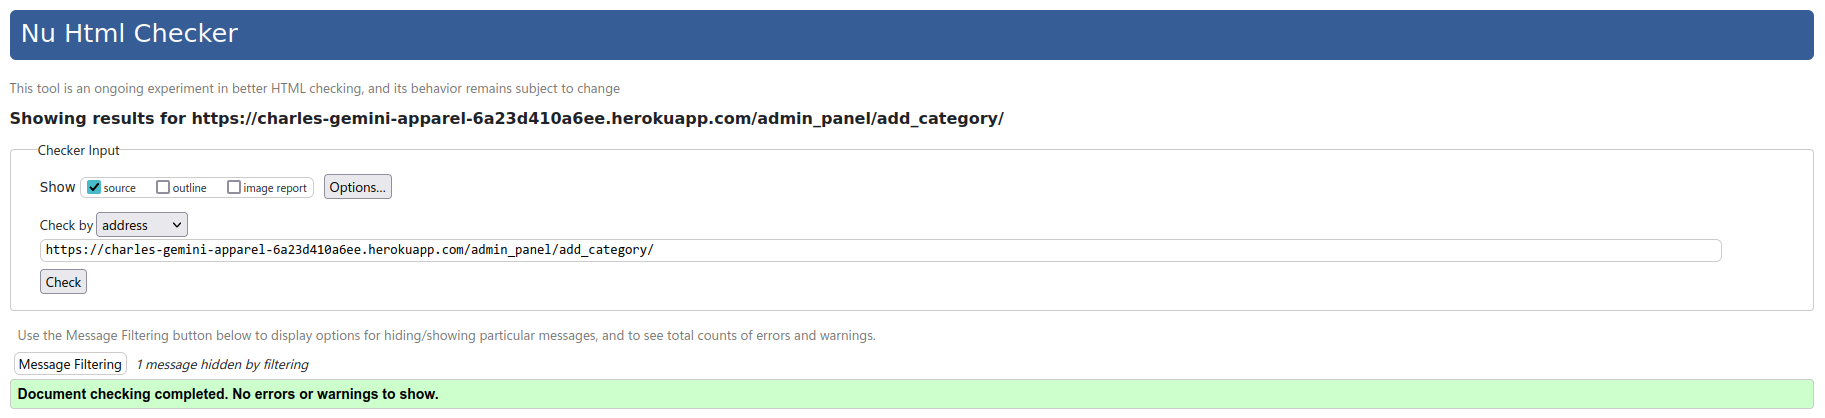 Nu Html Checker
This tool is an ongoing experiment in better HTML checking, and its behavior remains subject to change
Showing results for https://charles-gemini-apparel-6a23d410a6ee.herokuapp.com/admin_panel/add_category/
Checker Input
Show source outline image report Options...
Check by address
https://charles-gemini-apparel-6a23d410a6ee.herokuapp.com/admin_panel/add_category/
Check
Use the Message Filtering button below to display options for hiding/showing particular messages, and to see total counts of errors and warnings.
Message Filtering 1 message hidden by filtering
Document checking completed. No errors or warnings to show.